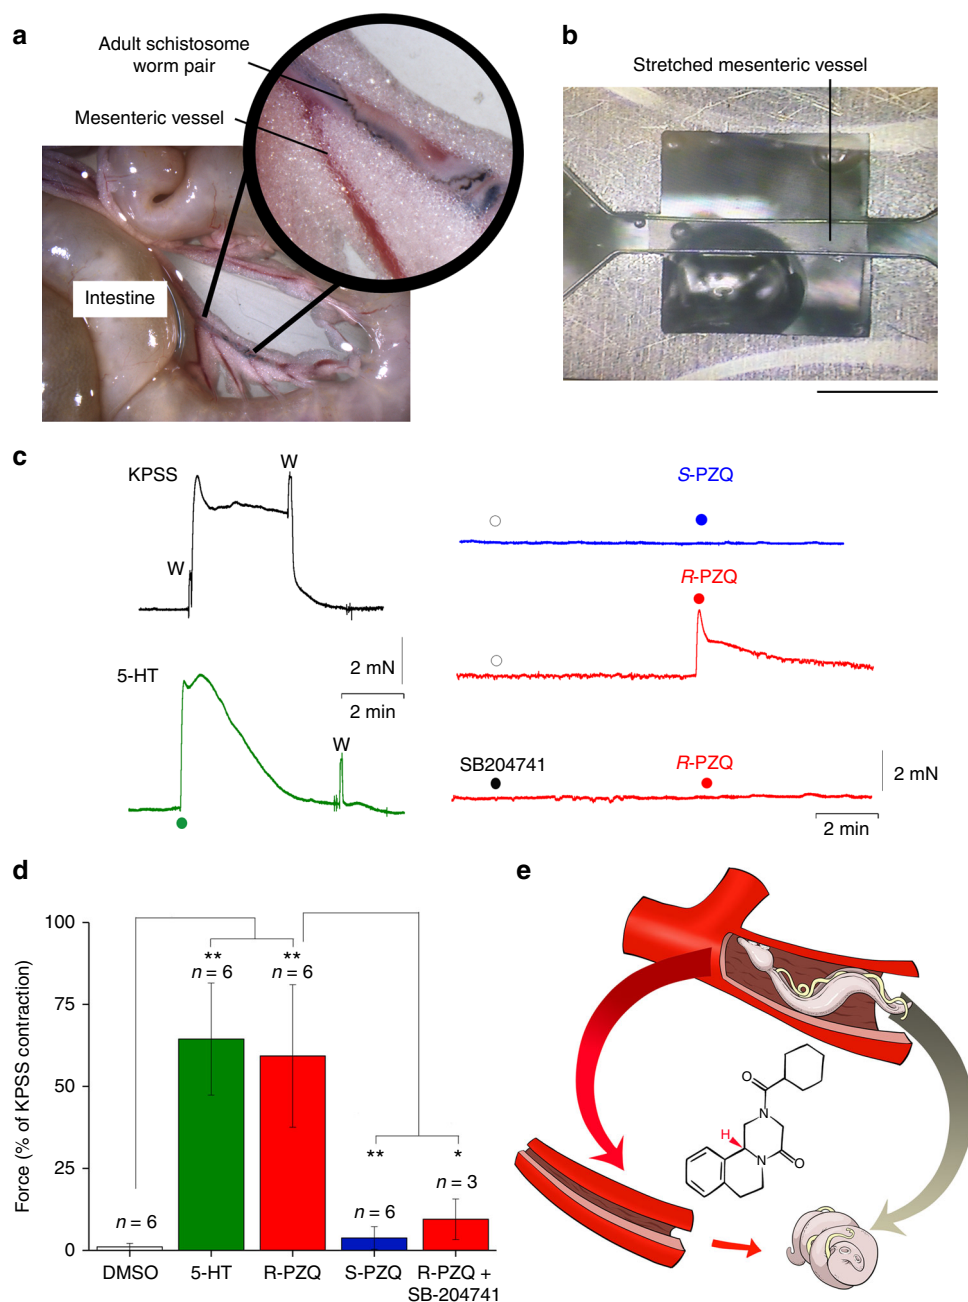 a
Adult schistosome
worm pair
Mesenteric vessel
Intestine
b
Stretched mesenteric vessel
c
KPSS
W
W
5-HT
W
2 mN
2 min
S-PZQ
R-PZQ
SB204741
R-PZQ
2 mN
2 min
d
Force (% of KPSS contraction)
100
75
50
25
0
**
n = 6
**
n = 6
**
*
n = 6
n = 6
n = 3
DMSO
5-HT
R-PZQ
S-PZQ
R-PZQ +
SB-204741
e
O
N
H
N
O